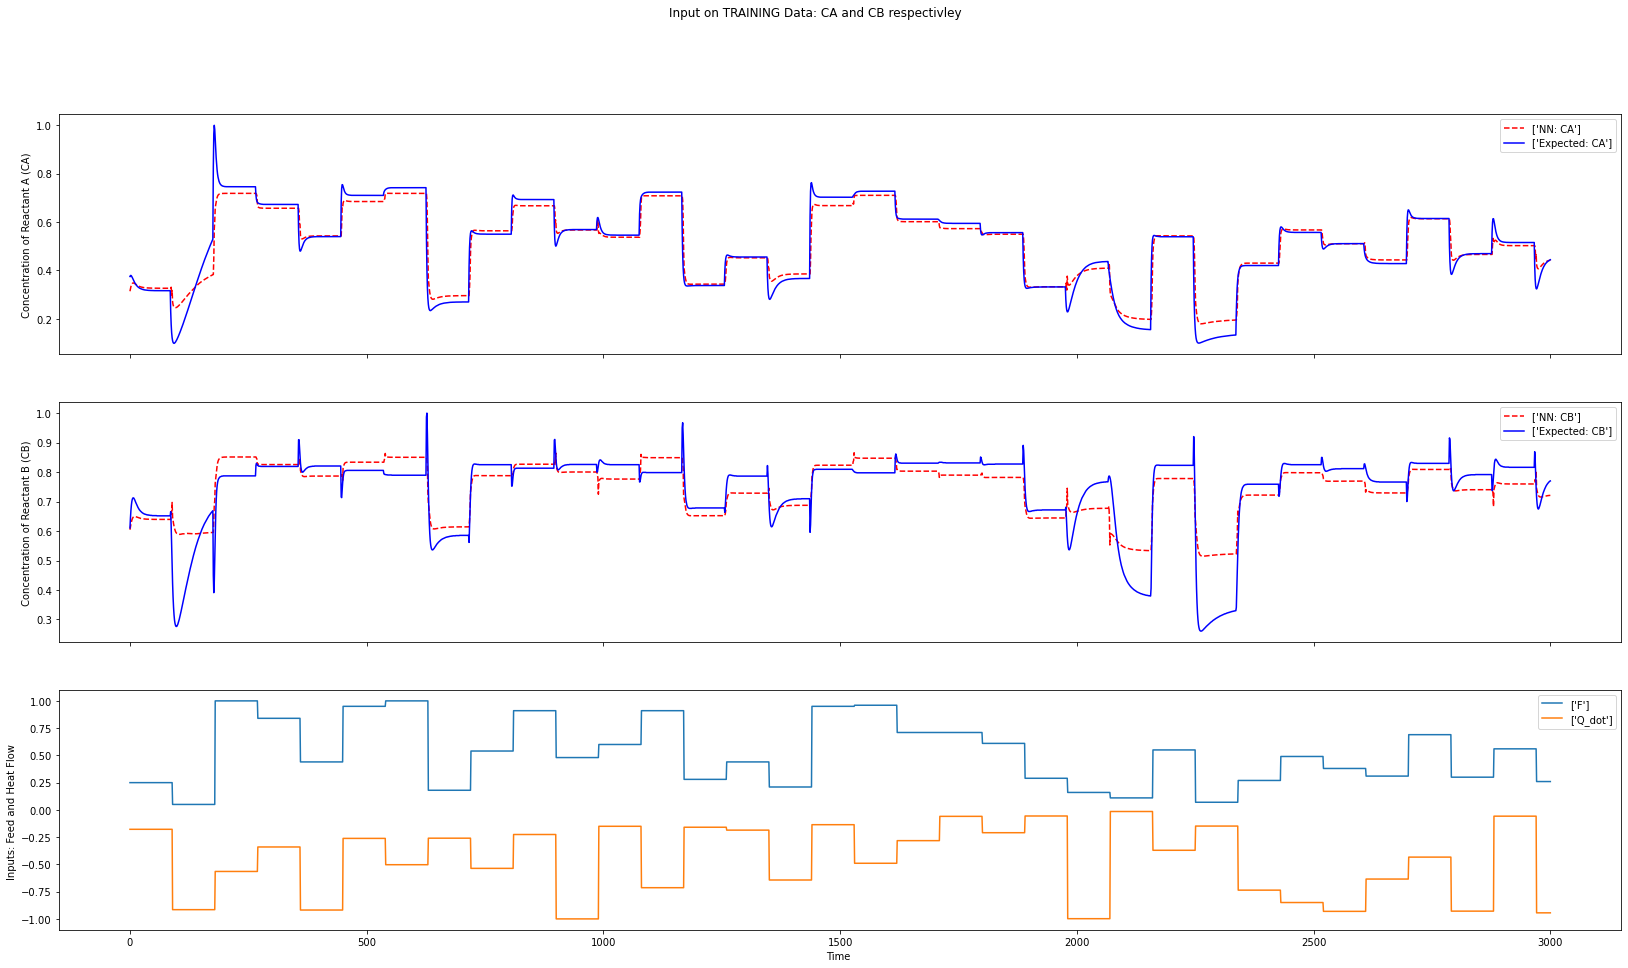 Input on TRAINING Data: CA and CB respectivley
Concentration of Reactant A (CA)
1.0
0.8
0.6
0.4
0.2
['NN: CA']
['Expected: CA']
Concentration of Reactant B (CB)
1.0
0.9
0.8
0.7
0.6
0.5
0.4
0.3
['NN: CB']
['Expected: CB']
Inputs: Feed and Heat Flow
1.00
0.75
0.50
0.25
0.00
−0.25
−0.50
−0.75
−1.00
['F']
['Q_dot']
0 500 1000 1500 2000 2500 3000
Time